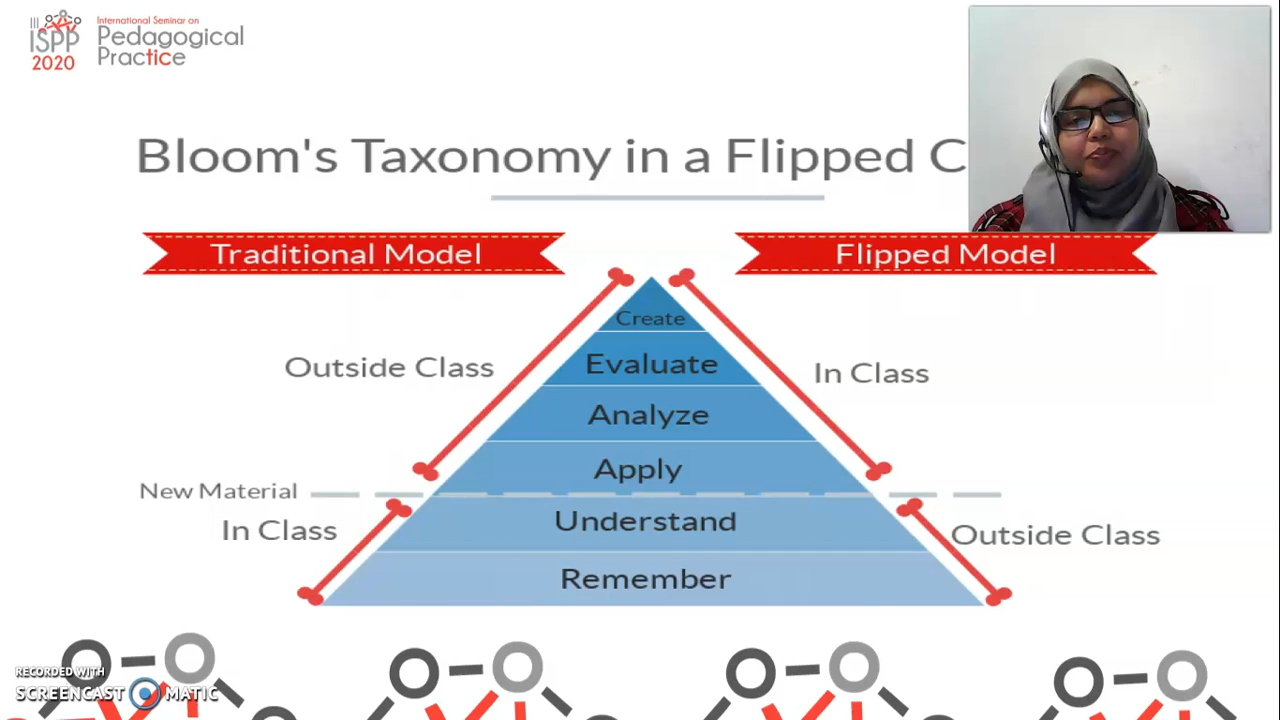 International Seminar on
ISPP Pedagogical
2020 Practice
Bloom's Taxonomy in a Flipped C
Traditional Model
Flipped Model
Create
Outside Class
Evaluate
In Class
Analyze
Apply
New Material
In Class
Understand
Outside Class
Remember
RECORDED WITH
SCREENCAST MATIC